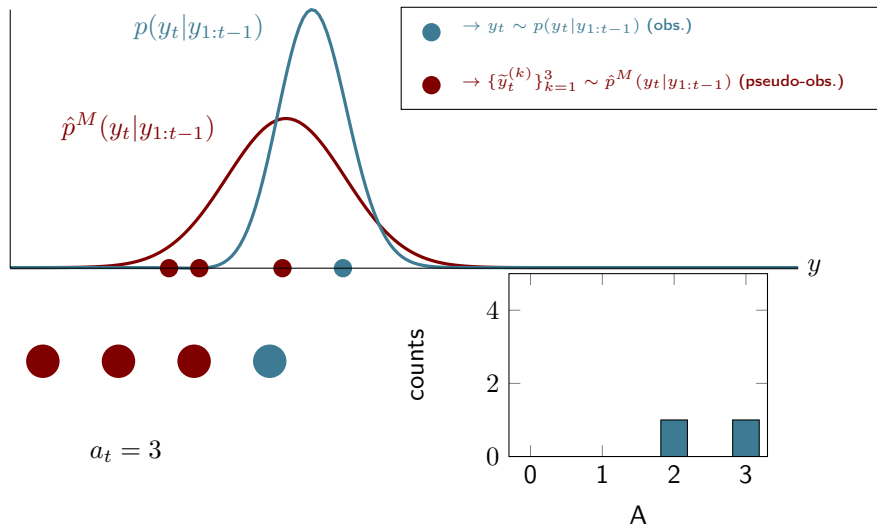 p(y_t|y_{1:t−1})
→ y_t ∼ p(y_t|y_{1:t−1}) (obs.)
→ {ỹ_t^{(k)}}_{k=1}^3 ∼ p̂^M(y_t|y_{1:t−1}) (pseudo-obs.)
p̂^M(y_t|y_{1:t−1})
y
a_t = 3
counts
4
2
0
0 1 2 3
A